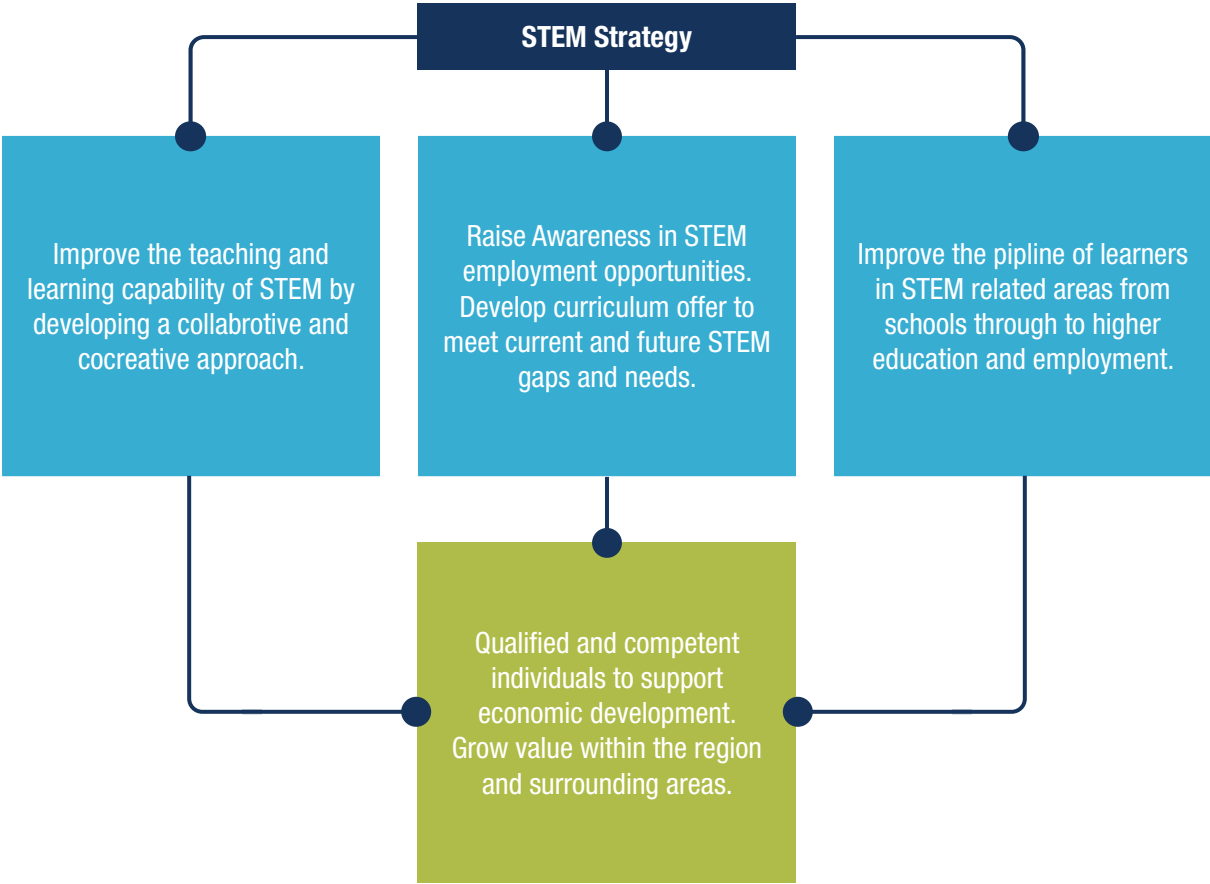 STEM Strategy
Improve the teaching and
learning capability of STEM by
developing a collabrotive and
cocreative approach.
Raise Awareness in STEM
employment opportunities.
Develop curriculum offer to
meet current and future STEM
gaps and needs.
Improve the pipline of learners
in STEM related areas from
schools through to higher
education and employment.
Qualified and competent
individuals to support
economic development.
Grow value within the region
and surrounding areas.